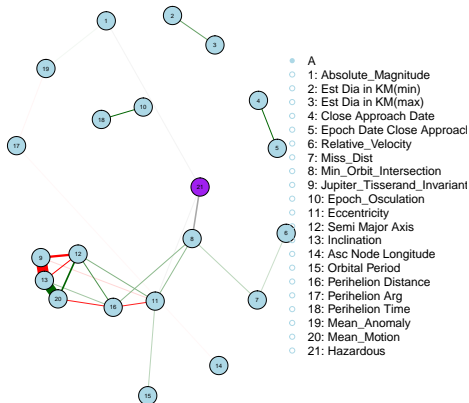 1
2
3
19
4
18
10
17
5
21
8
6
9
12
13
20
16
11
7
14
15
A
1: Absolute_Magnitude
2: Est Dia in KM(min)
3: Est Dia in KM(max)
4: Close Approach Date
5: Epoch Date Close Approach
6: Relative_Velocity
7: Miss_Dist
8: Min_Orbit_Intersection
9: Jupiter_Tisserand_Invariant
10: Epoch_Osculation
11: Eccentricity
12: Semi Major Axis
13: Inclination
14: Asc Node Longitude
15: Orbital Period
16: Perihelion Distance
17: Perihelion Arg
18: Perihelion Time
19: Mean_Anomaly
20: Mean_Motion
21: Hazardous